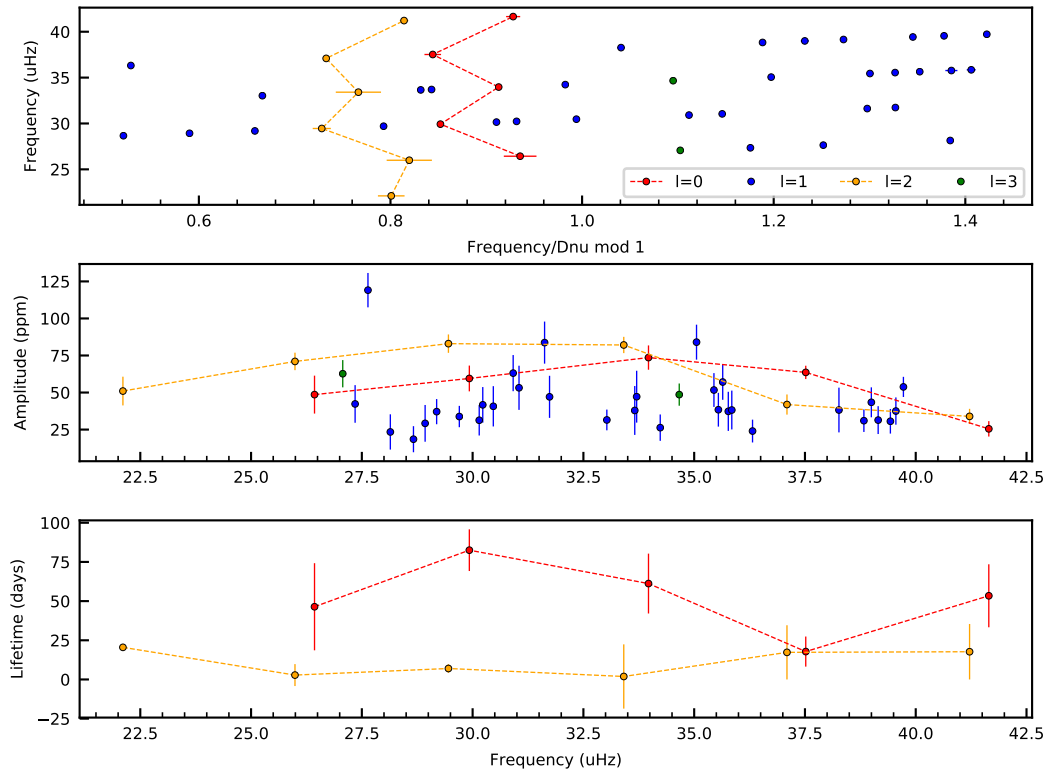 40
35
30
25
Frequency (uHz)
l=0 l=1 l=2 l=3
0.6 0.8 1.0 1.2 1.4
Frequency/Dnu mod 1
125
100
75
50
25
Amplitude (ppm)
22.5 25.0 27.5 30.0 32.5 35.0 37.5 40.0 42.5
100
75
50
25
0
−25
Lifetime (days)
22.5 25.0 27.5 30.0 32.5 35.0 37.5 40.0 42.5
Frequency (uHz)